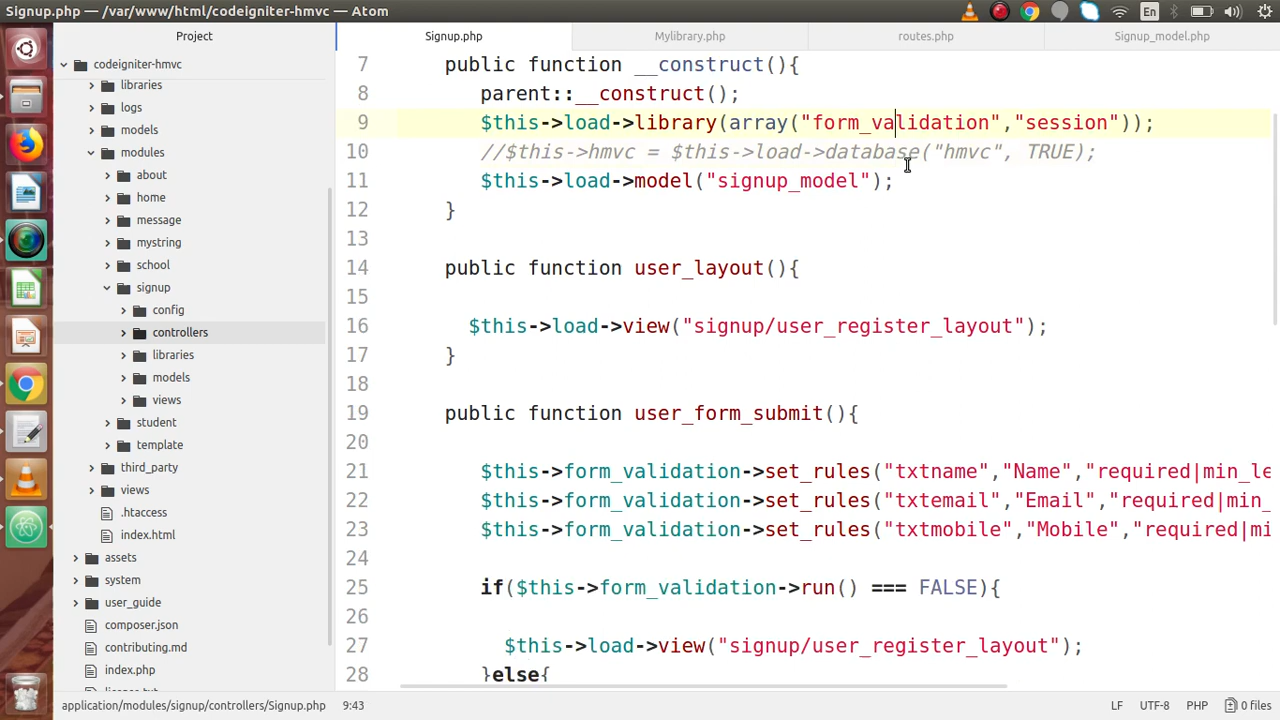 Signup.php — /var/www/html/codeigniter-hmvc — Atom
En
Project
Signup.php
Mylibrary.php
routes.php
Signup_model.php
codeigniter-hmvc
libraries
logs
models
modules
about
home
message
mystring
school
signup
config
controllers
libraries
models
views
student
template
third_party
views
.htaccess
index.html
assets
system
user_guide
composer.json
contributing.md
index.php
7 public function __construct(){
8 parent::__construct();
9 $this->load->library(array("form_validation","session"));
10 //$this->hmvc = $this->load->database("hmvc", TRUE);
11 $this->load->model("signup_model");
12 }
13
14 public function user_layout(){
15
16 $this->load->view("signup/user_register_layout");
17 }
18
19 public function user_form_submit(){
20
21 $this->form_validation->set_rules("txtname","Name","required|min_le
22 $this->form_validation->set_rules("txtemail","Email","required|min_
23 $this->form_validation->set_rules("txtmobile","Mobile","required|mi
24
25 if($this->form_validation->run() === FALSE){
26
27 $this->load->view("signup/user_register_layout");
28 }else{
application/modules/signup/controllers/Signup.php 9:43
LF UTF-8 PHP 0 files